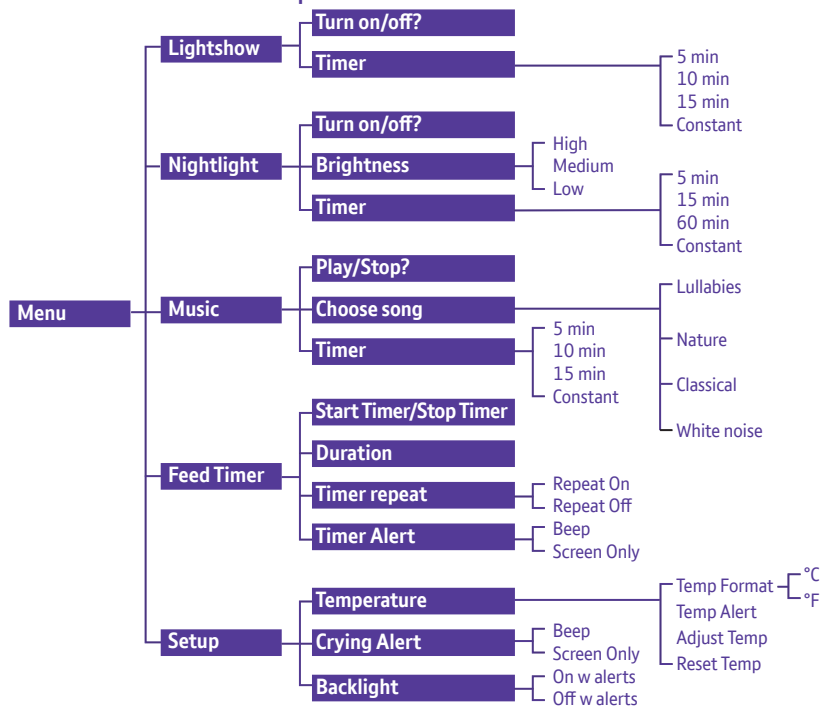 Turn on/off?
Lightshow
Timer
5 min
10 min
15 min
Constant
Turn on/off?
Nightlight
Brightness
High
Medium
Low
Timer
5 min
15 min
60 min
Constant
Play/Stop?
Menu
Music
Choose song
Lullabies
Nature
Classical
White noise
Timer
5 min
10 min
15 min
Constant
Start Timer/Stop Timer
Duration
Feed Timer
Timer repeat
Repeat On
Repeat Off
Timer Alert
Beep
Screen Only
Temperature
Temp Format
°C
°F
Temp Alert
Adjust Temp
Reset Temp
Setup
Crying Alert
Beep
Screen Only
Backlight
On w alerts
Off w alerts